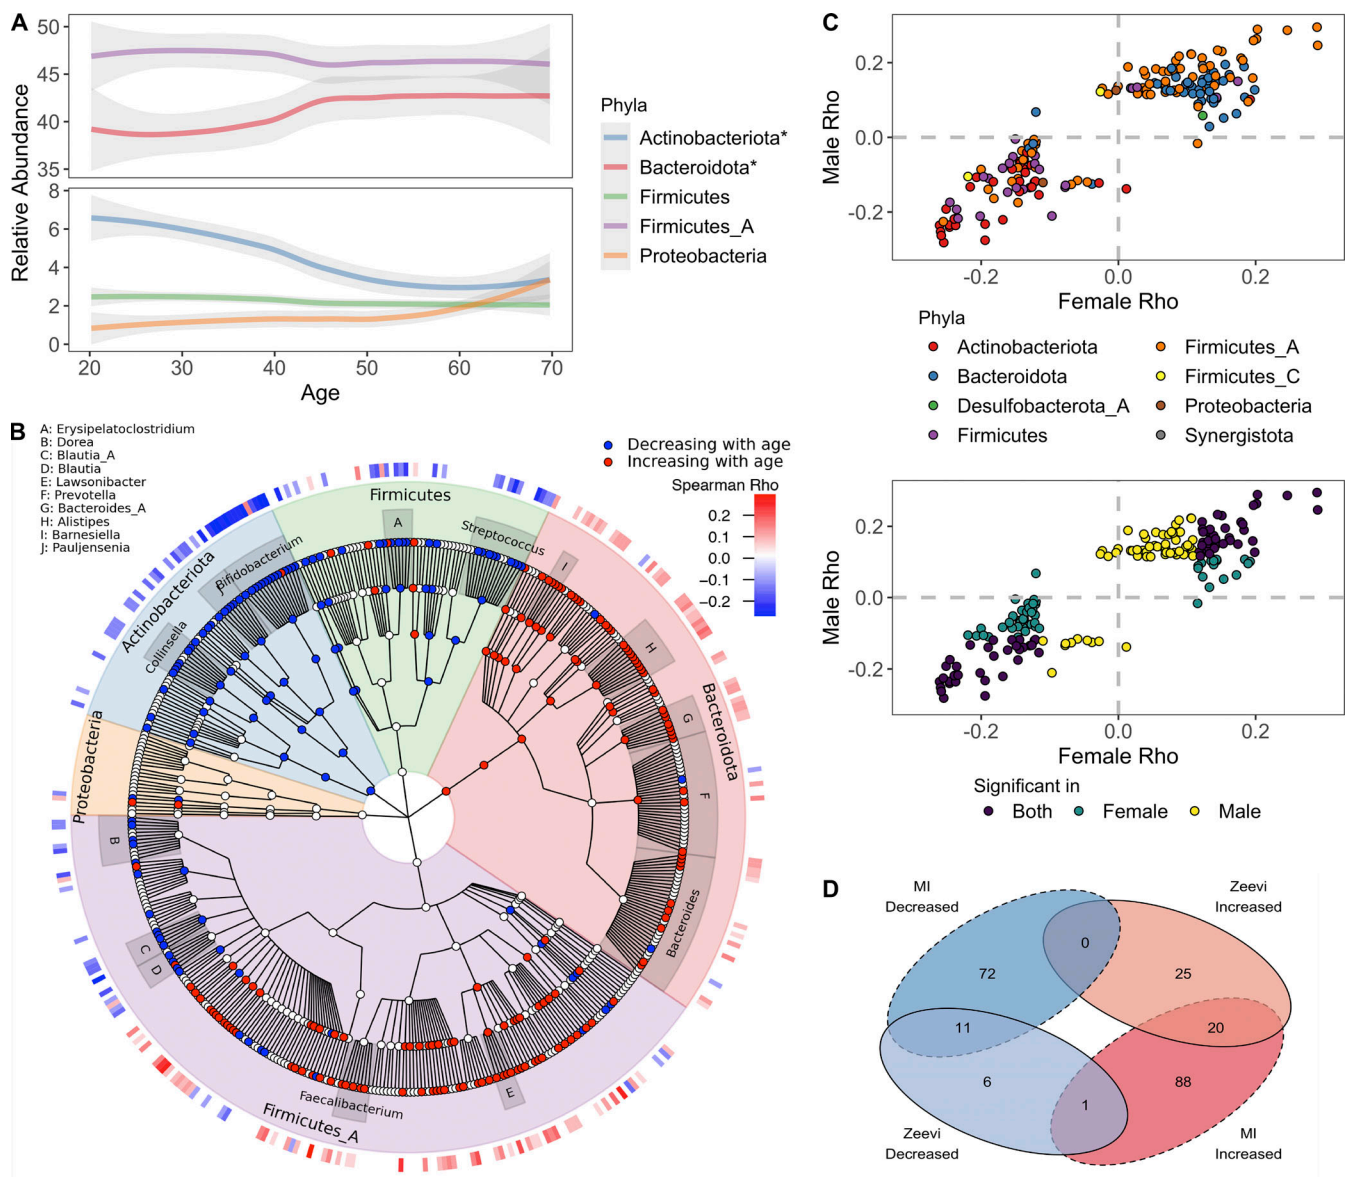 A
Relative Abundance
50
45
40
35
8
6
4
2
0
20 30 40 50 60 70
Age
Phyla
Actinobacteriota*
Bacteroidota*
Firmicutes
Firmicutes_A
Proteobacteria
B
A: Erysipelatoclostridium
B: Dorea
C: Blautia_A
D: Blautia
E: Lawsonibacter
F: Prevotella
G: Bacteroides_A
H: Alistipes
I: Barnesiella
J: Pauljensenia
Decreasing with age
Increasing with age
Spearman Rho
0.2
0.1
0.0
−0.1
−0.2
Firmicutes
A
Streptococcus
I
H
G
Bacteroidota
F
Bacteroides
E
Faecalibacterium
Firmicutes_A
D
C
B
Proteobacteria
Collinsella
Actinobacteriota
Bifidobacterium
J
C
Male Rho
0.2
0.0
-0.2
-0.2 0.0 0.2
Female Rho
Phyla
Actinobacteriota
Bacteroidota
Desulfobacterota_A
Firmicutes
Firmicutes_A
Firmicutes_C
Proteobacteria
Synergistota
Male Rho
0.2
0.0
-0.2
-0.2 0.0 0.2
Female Rho
Significant in
Both Female Male
D
MI
Decreased
Zeevi
Increased
0
72
25
11
20
6
88
1
Zeevi
Decreased
MI
Increased